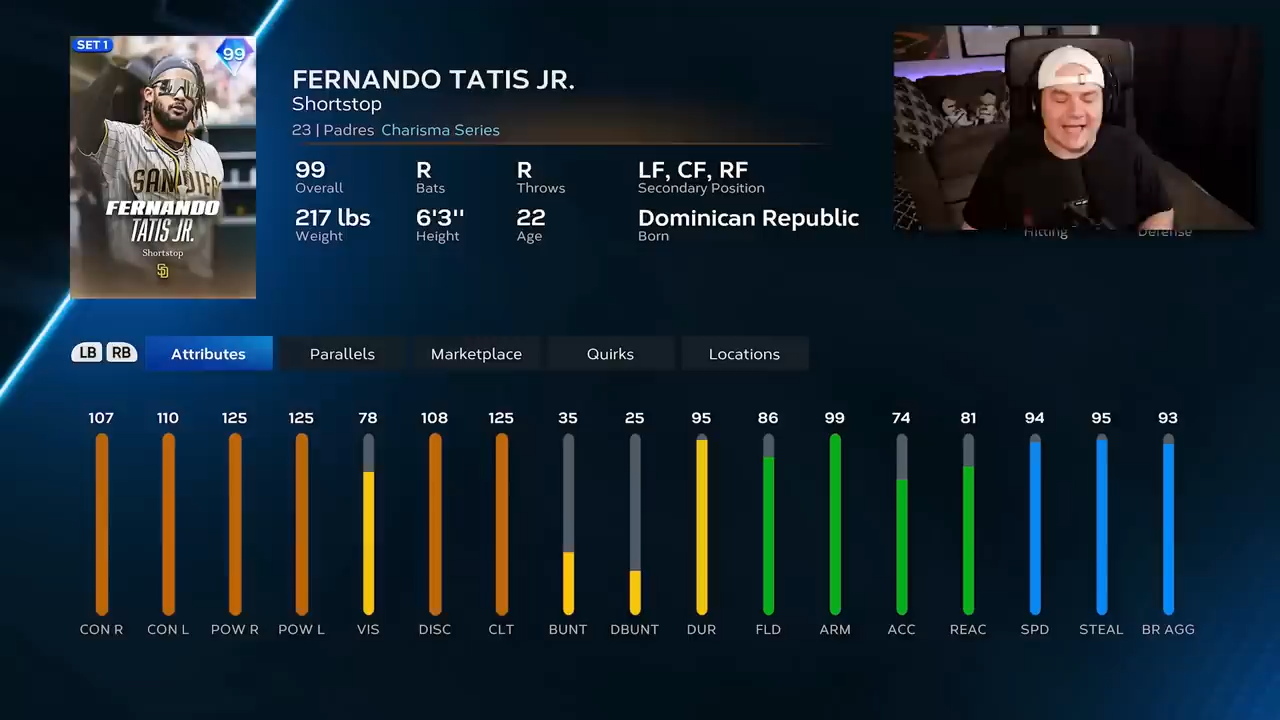 SET 1
99
SAN DIEG
FERNANDO
TATIS JR.
Shortstop
SD
FERNANDO TATIS JR.
Shortstop
23 | Padres Charisma Series
99 R R LF, CF, RF
Overall Bats Throws Secondary Position
217 lbs 6'3'' 22 Dominican Republic
Weight Height Age Born
Hitting Defense
LB RB Attributes Parallels Marketplace Quirks Locations
107 110 125 125 78 108 125 35 25 95 86 99 74 81 94 95 93
CON R CON L POW R POW L VIS DISC CLT BUNT DBUNT DUR FLD ARM ACC REAC SPD STEAL BR AGG